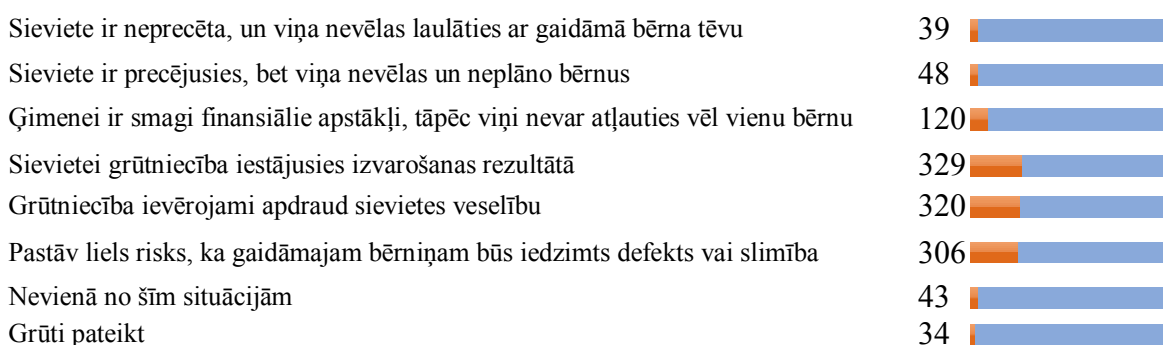 Sieviete ir neprecēta, un viņa nevēlas laulāties ar gaidāmā bērna tēvu 39
Sieviete ir precējusies, bet viņa nevēlas un neplāno bērnus 48
Ģimenei ir smagi finansiālie apstākļi, tāpēc viņi nevar atļauties vēl vienu bērnu 120
Sievietei grūtniecība iestājusies izvarošanas rezultātā 329
Grūtniecība ievērojami apdraud sievietes veselību 320
Pastāv liels risks, ka gaidāmajam bērniņam būs iedzimts defekts vai slimība 306
Nevienā no šīm situācijām 43
Grūti pateikt 34